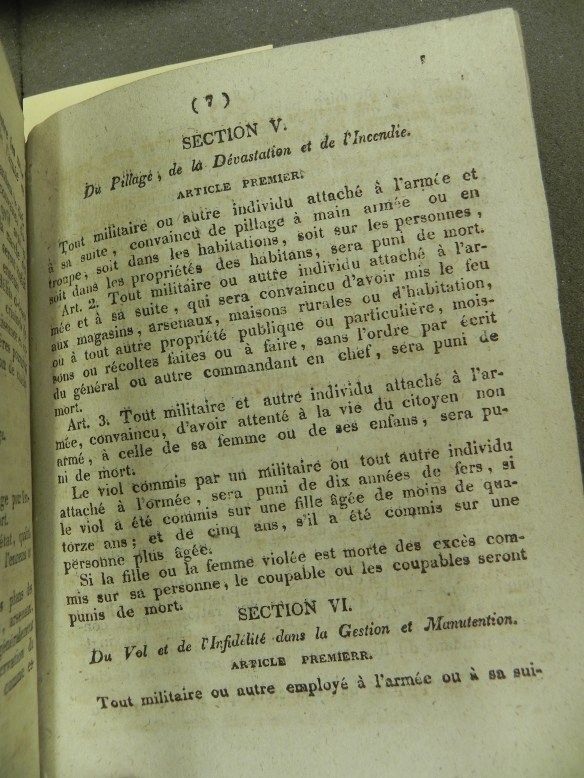 ( 7 )
SECTION V.
Du Pillage, de la Dévastation et de l'Incendie.
ARTICLE PREMIER.
Tout militaire ou autre individu attaché à l'armée et
à sa suite, convaincu de pillage à main armée ou en
troupe, soit dans les habitations, soit sur les personnes,
soit dans les propriétés des habitans, sera puni de mort.
Art. 2. Tout militaire ou autre individu attaché à l'ar-
mée et à sa suite, qui sera convaincu d'avoir mis le feu
aux magasins, arsenaux, maisons rurales ou d'habitation,
ou à tout autre propriété publique ou particulière, mois-
sons ou récoltes faites ou à faire, sans l'ordre par écrit
du général ou autre commandant en chef, sera puni de
mort.
Art. 3. Tout militaire et autre individu attaché à l'ar-
mée, convaincu, d'avoir attenté à la vie du citoyen non
armé, à celle de sa femme ou de ses enfans, sera pu-
ni de mort.
Le viol commis par un militaire ou tout autre individu
attaché à l'ormée, sera puni de dix années de fers, si
le viol a été commis sur une fille âgée de moins de qua-
torze ans; et de cinq ans, s'il a été commis sur une
personne plus âgée.
Si la fille ou la femme violée est morte des excès com-
mis sur sa personne, le coupable ou les coupables seront
punis de mort.
SECTION VI.
Du Vol et de l'Infidélité dans la Gestion et Manutention.
ARTICLE PREMIERR.
Tout militaire ou autre employé à l'armée ou à sa sui-